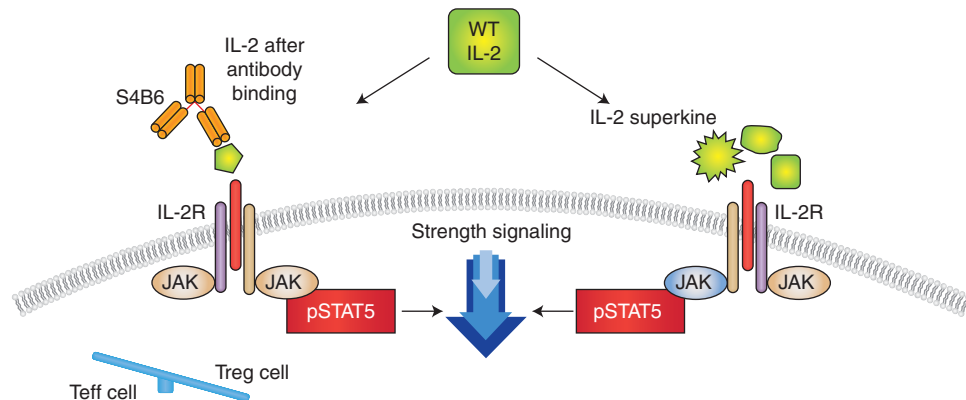 WT
IL-2
IL-2 after
antibody
binding
S4B6
IL-2 superkine
IL-2R
IL-2R
Strength signaling
JAK
JAK
JAK
JAK
pSTAT5
pSTAT5
Treg cell
Teff cell